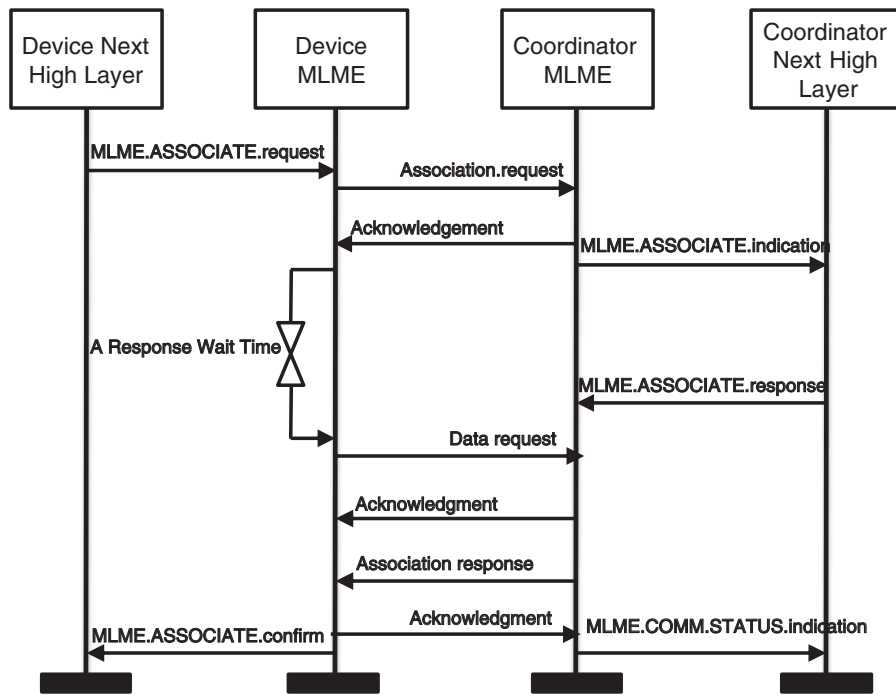 Device Next
High Layer
Device
MLME
Coordinator
MLME
Coordinator
Next High
Layer
MLME.ASSOCIATE.request
Association.request
Acknowledgement
MLME.ASSOCIATE.indication
A Response Wait Time
MLME.ASSOCIATE.response
Data request
Acknowledgment
Association response
Acknowledgment
MLME.COMM.STATUS.indication
MLME.ASSOCIATE.confirm